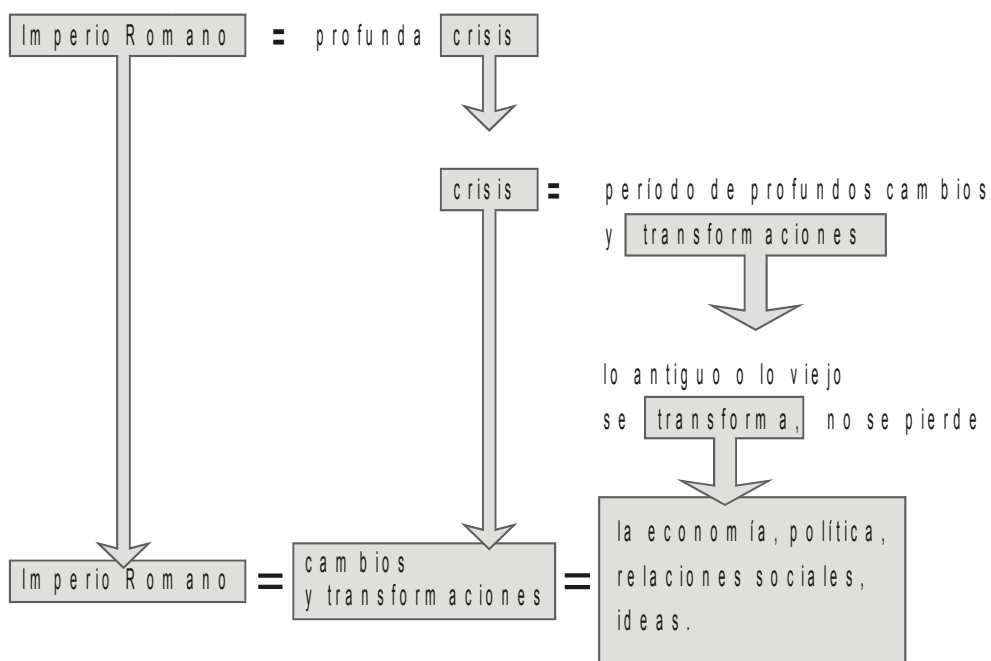 Imperio Romano = profunda crisis
crisis = período de profundos cambios
y transformaciones
lo antiguo o lo viejo
se transforma, no se pierde
Imperio Romano = cambios
y transformaciones =
la economía, política,
relaciones sociales,
ideas.